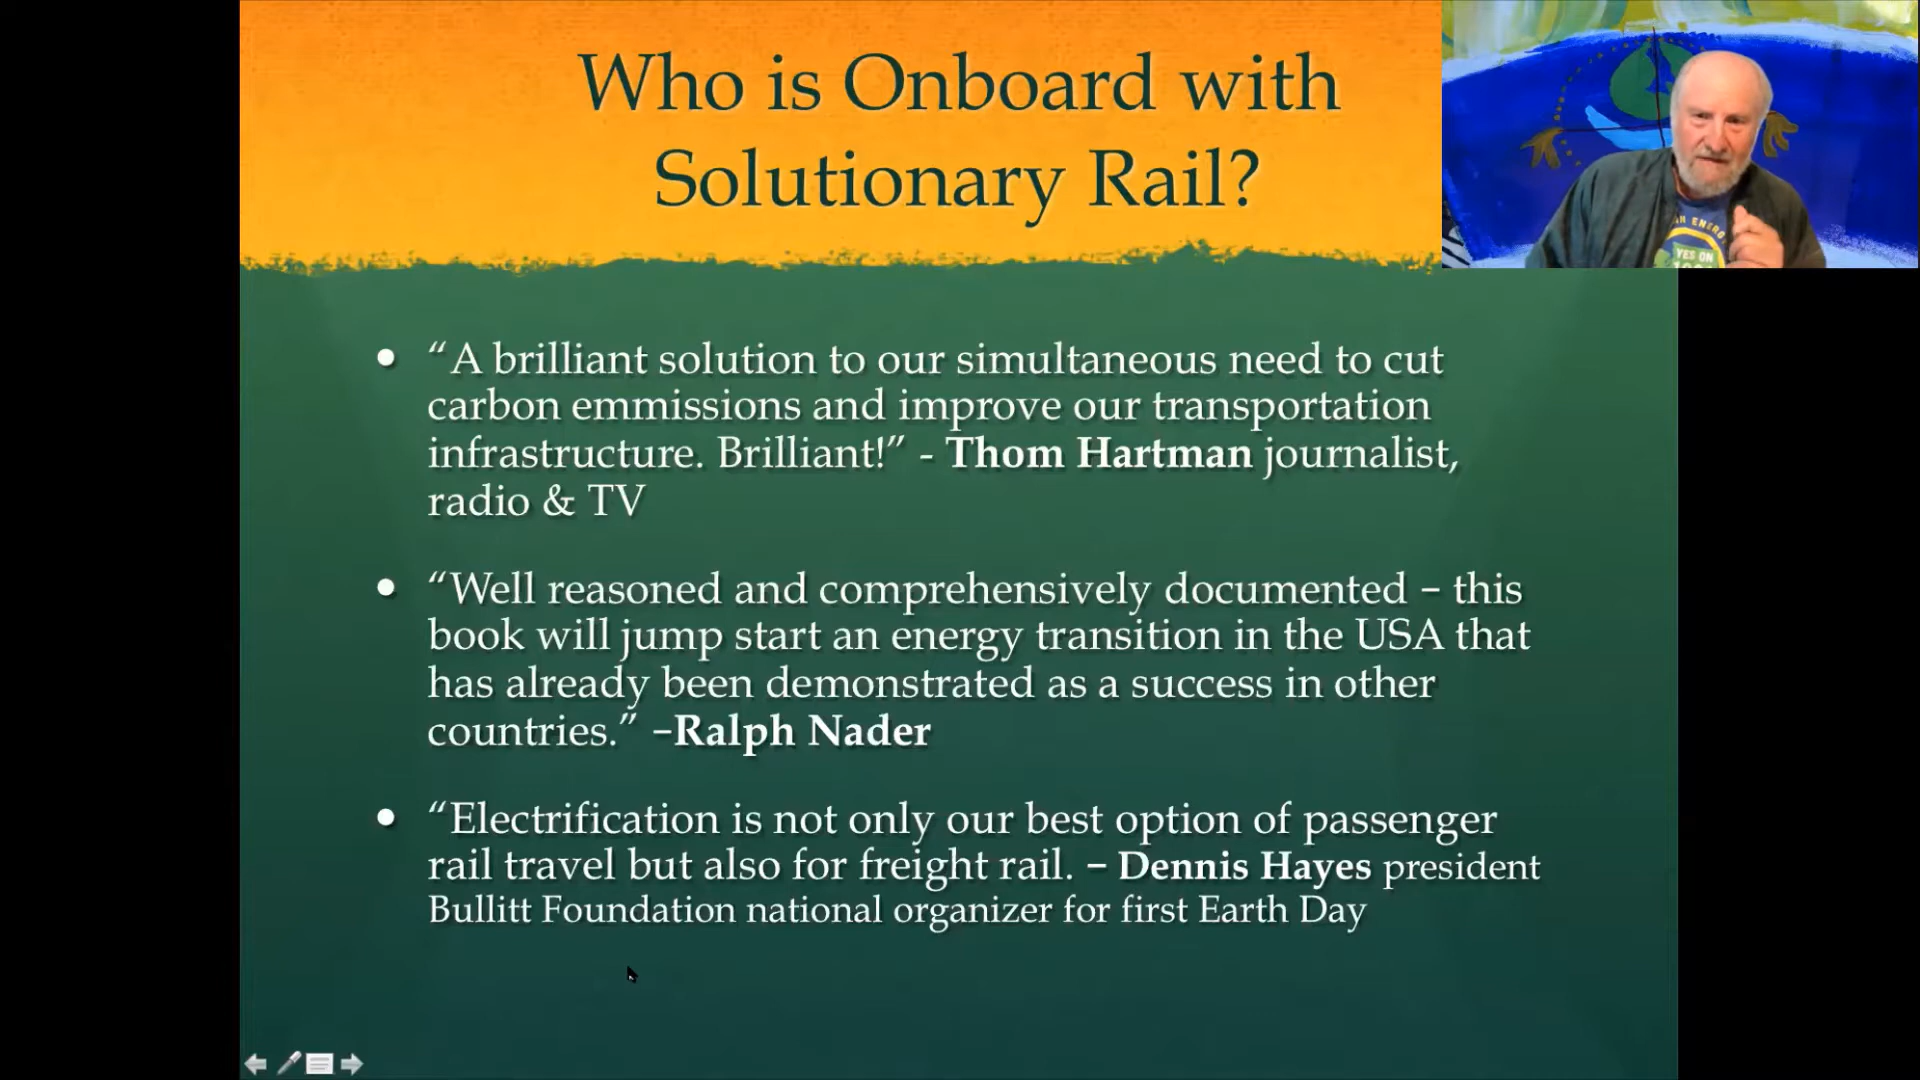 Who is Onboard with
Solutionary Rail?
YES ON
• “A brilliant solution to our simultaneous need to cut
carbon emmissions and improve our transportation
infrastructure. Brilliant!” - Thom Hartman journalist,
radio & TV
• “Well reasoned and comprehensively documented – this
book will jump start an energy transition in the USA that
has already been demonstrated as a success in other
countries.” –Ralph Nader
• “Electrification is not only our best option of passenger
rail travel but also for freight rail. – Dennis Hayes president
Bullitt Foundation national organizer for first Earth Day